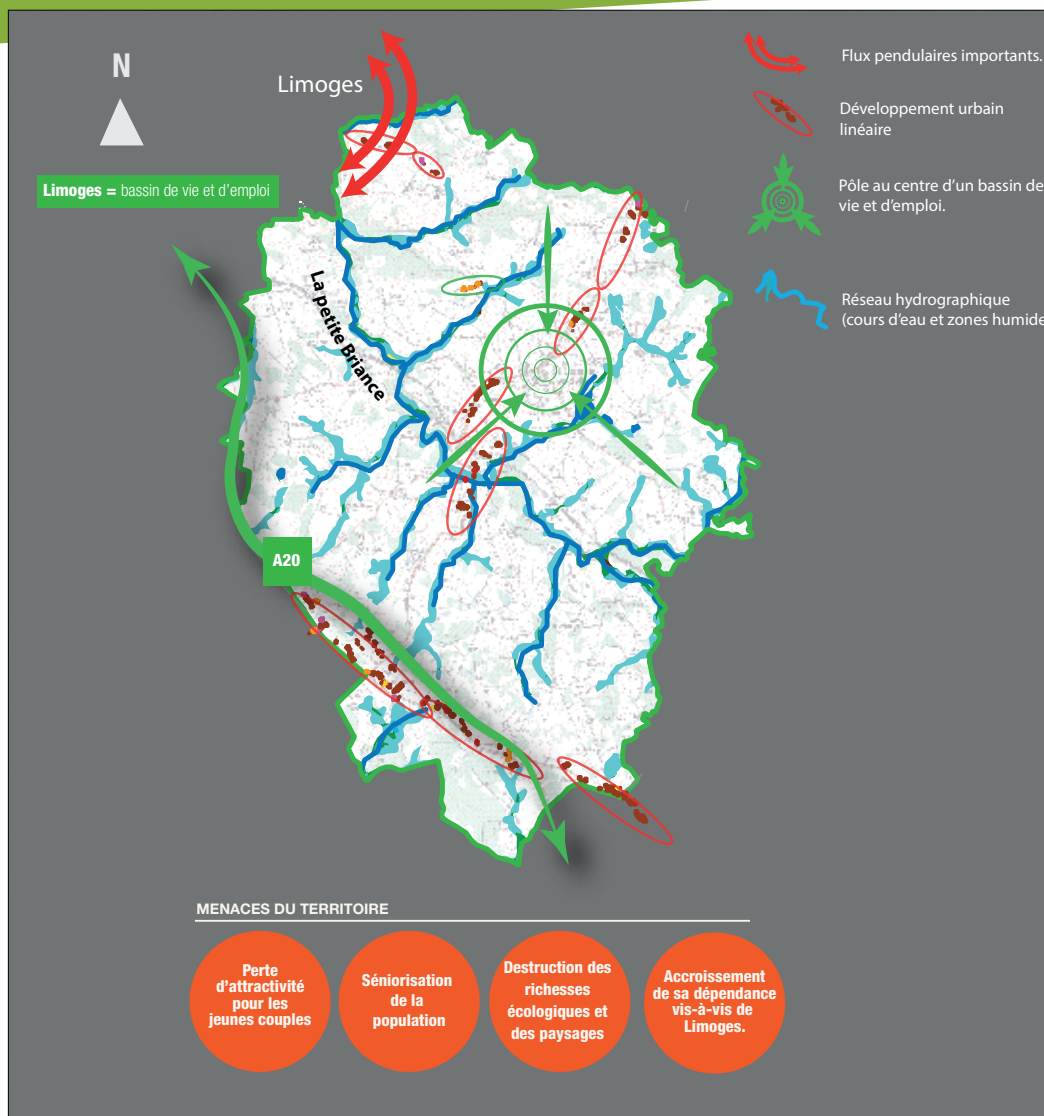 N
Limoges
Limoges = bassin de vie et d'emploi
Flux pendulaires importants.
Développement urbain
linéaire
Pôle au centre d'un bassin de
vie et d'emploi.
Réseau hydrographique
(cours d'eau et zones humide
La petite Briance
A20
MENACES DU TERRITOIRE
Perte
d'attractivité
pour les
jeunes couples
Séniorisation
de la
population
Destruction des
richesses
écologiques et
des paysages
Accroissement
de sa dépendance
vis-à-vis de
Limoges.